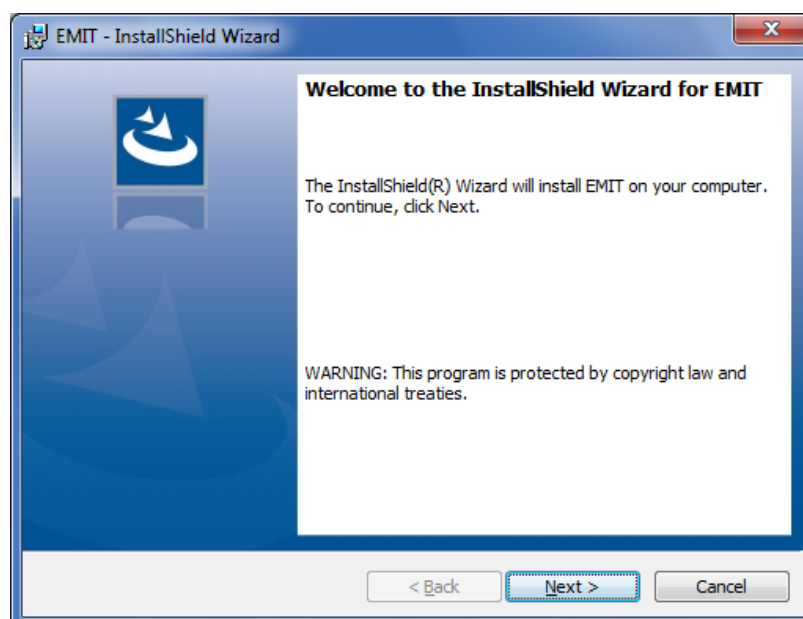 EMIT - InstallShield Wizard
Welcome to the InstallShield Wizard for EMIT
The InstallShield(R) Wizard will install EMIT on your computer.
To continue, click Next.
WARNING: This program is protected by copyright law and
international treaties.
< Back Next > Cancel